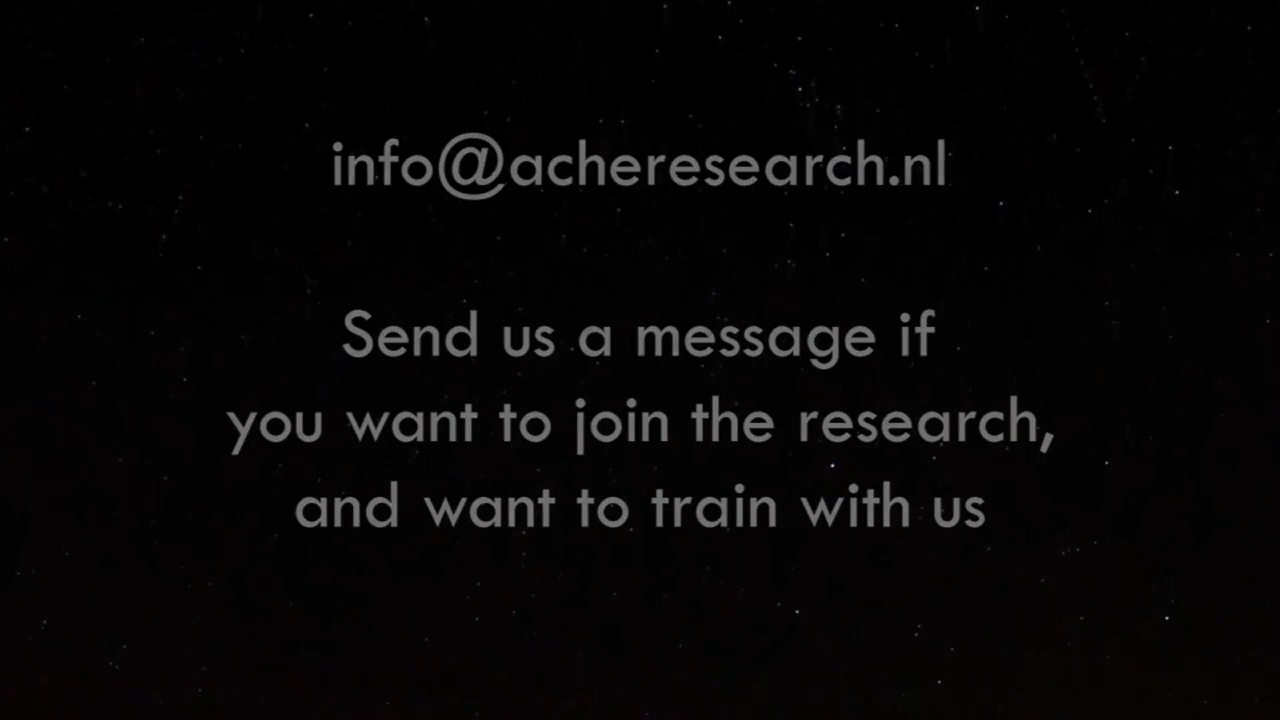 info@acheresearch.nl
Send us a message if
you want to join the research,
and want to train with us